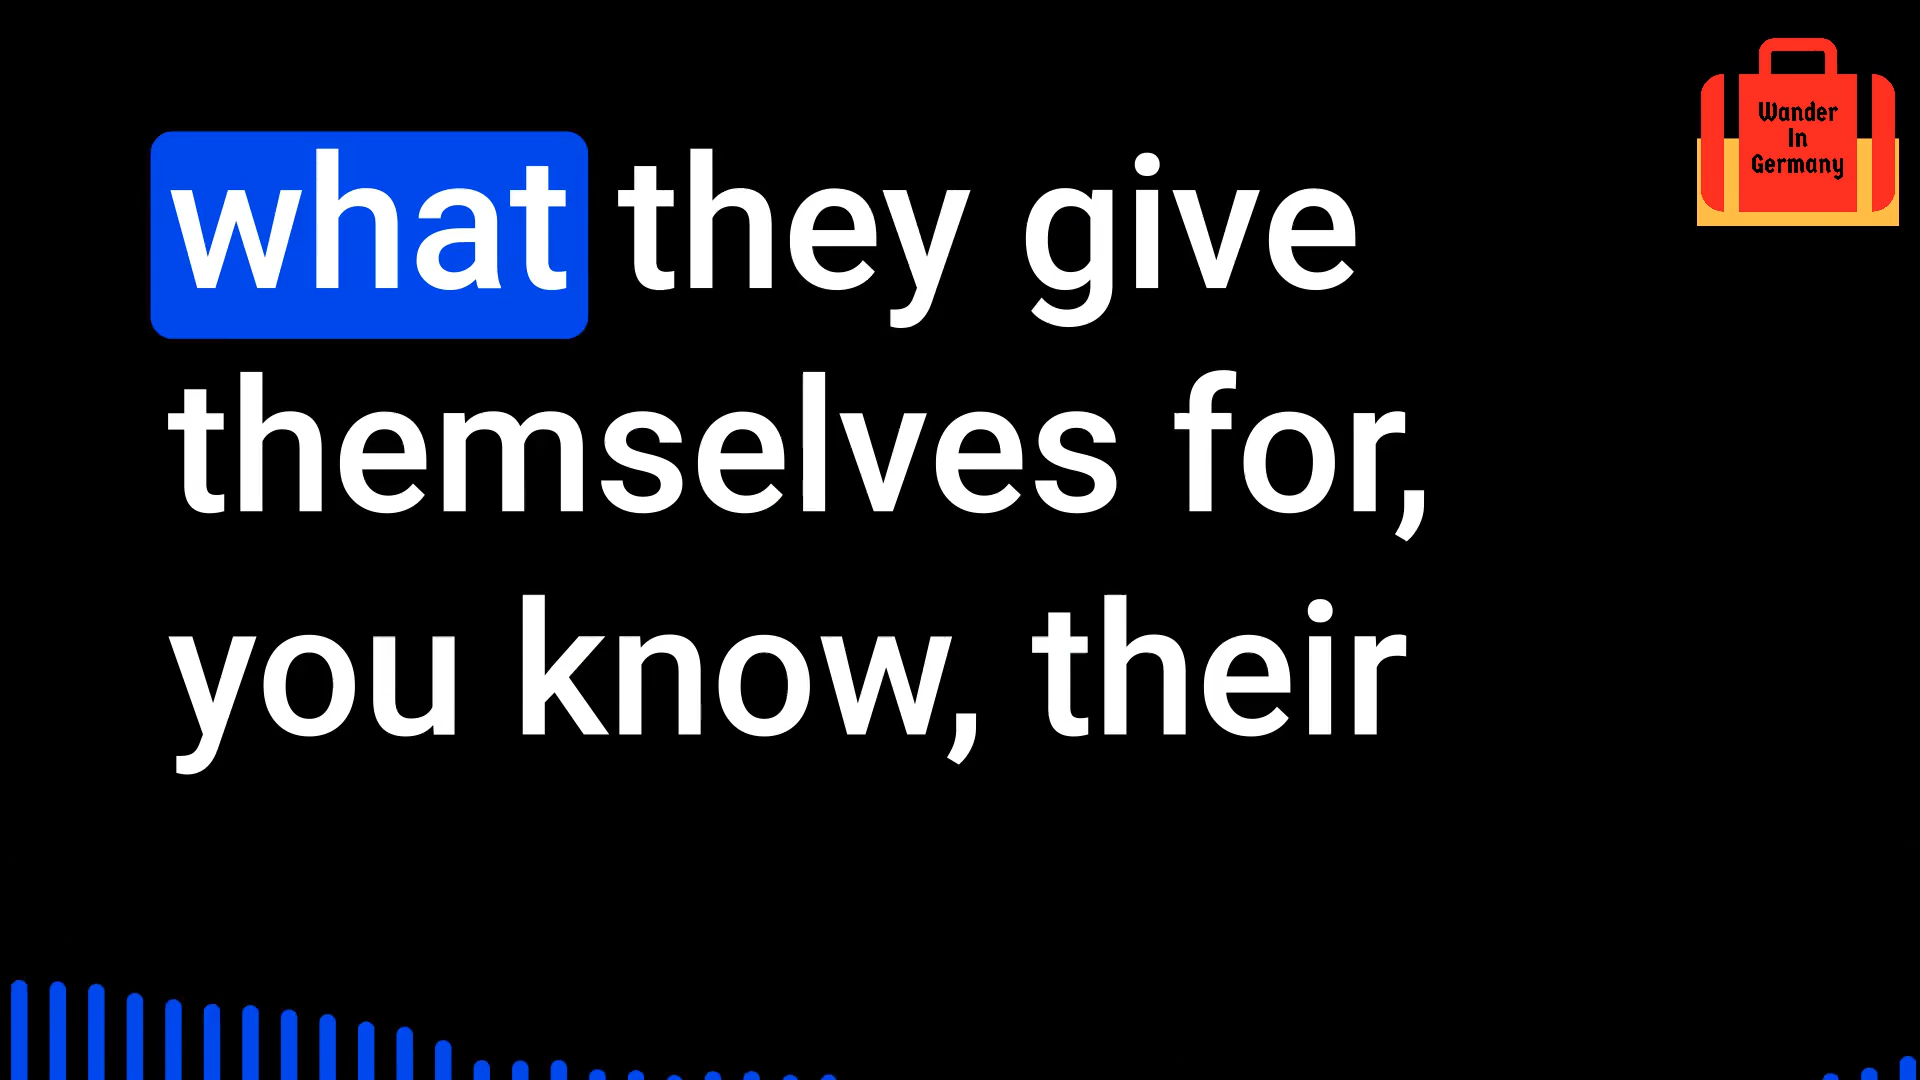 what they give
themselves for,
you know, their
Wander
In
Germany